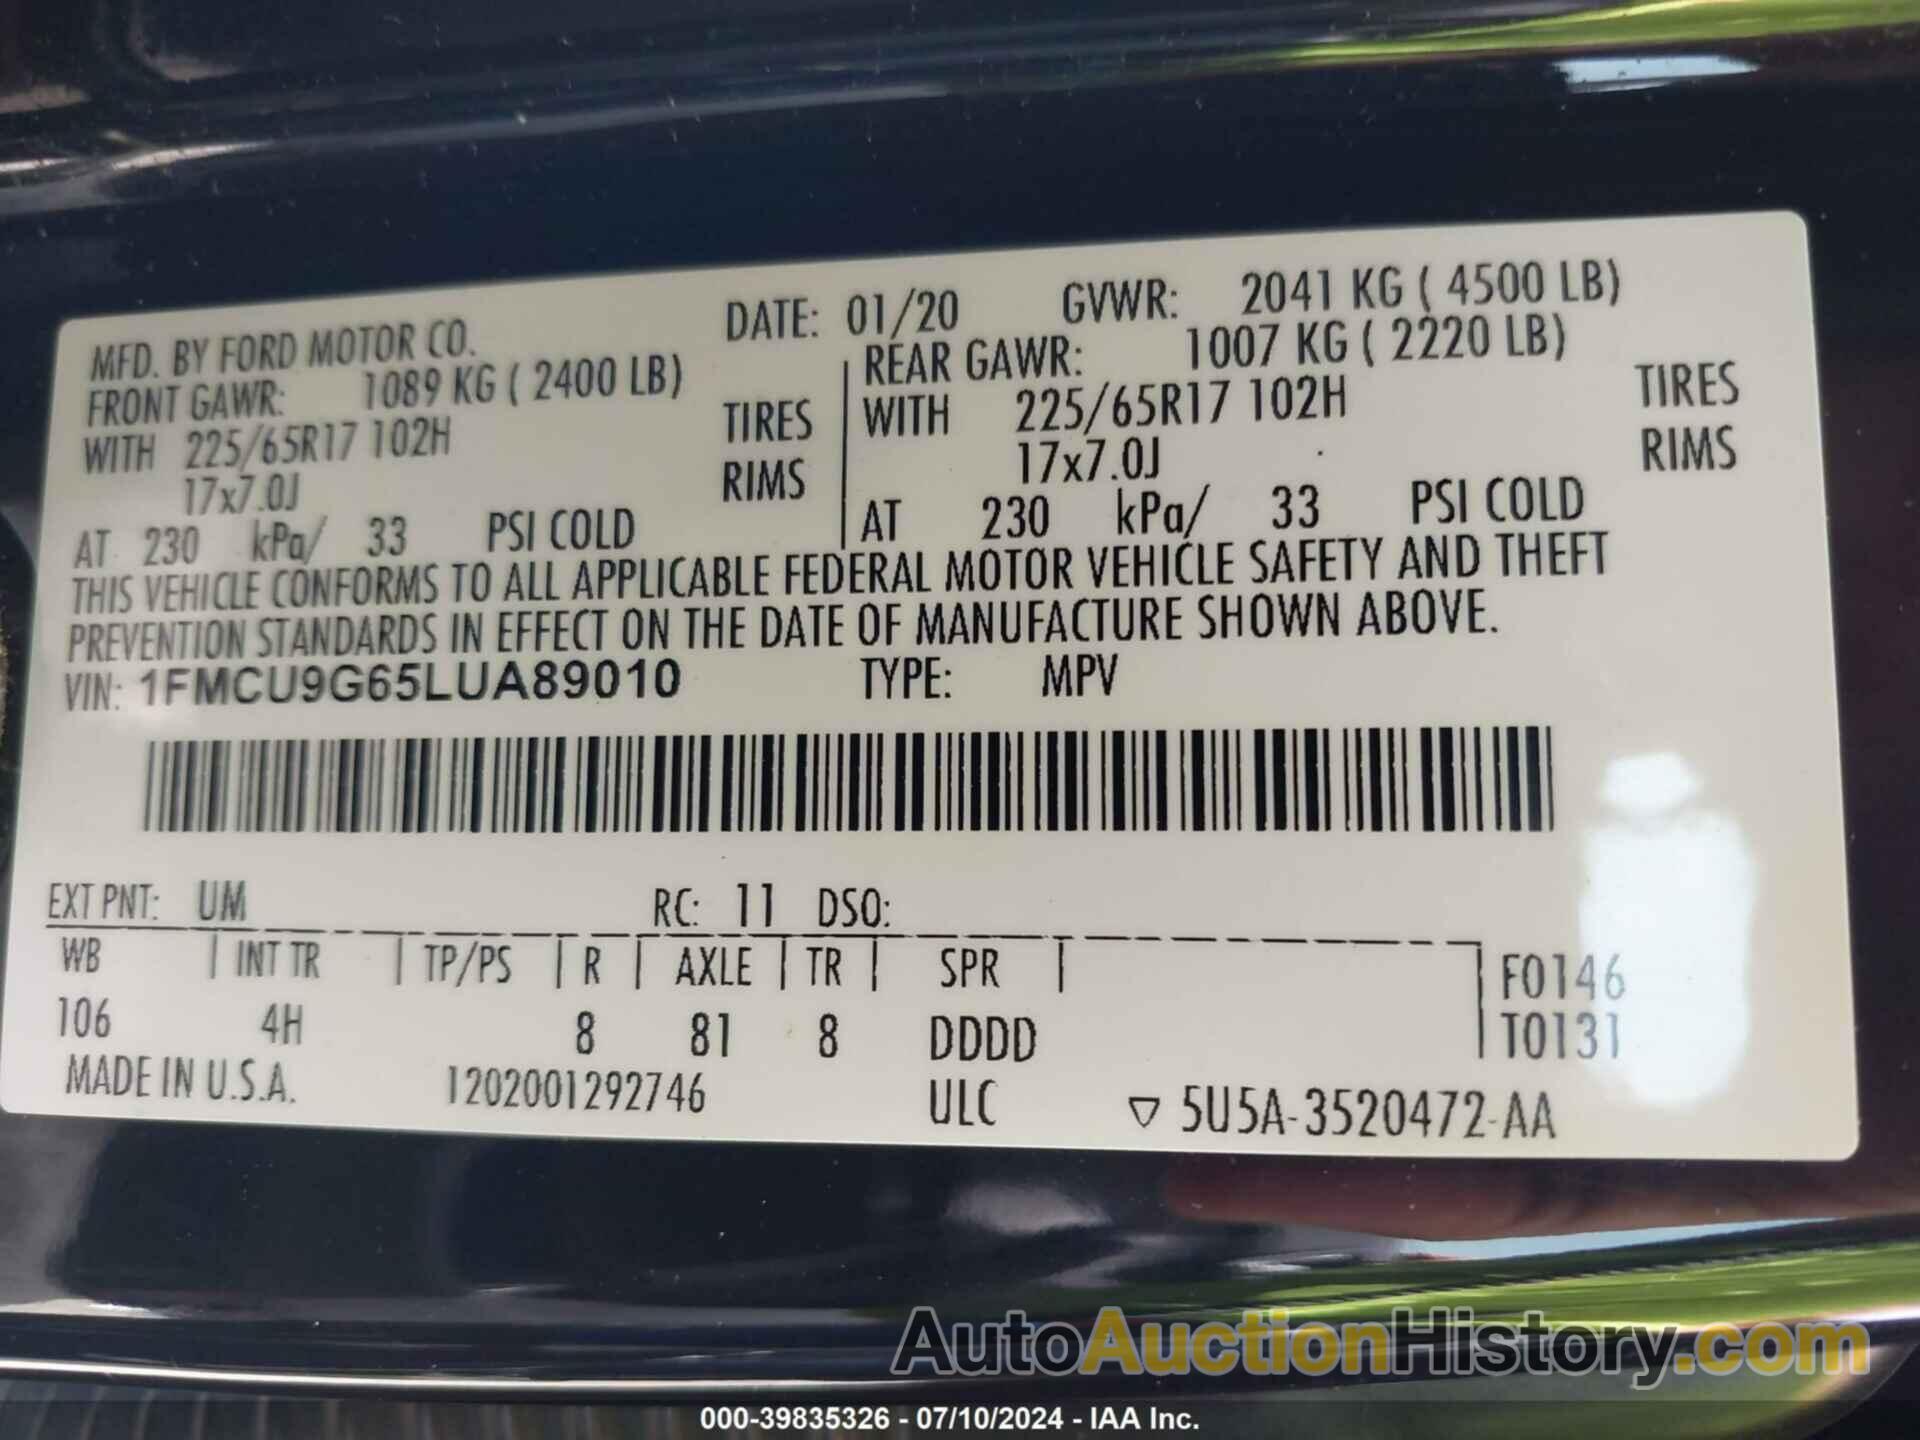 MFD. BY FORD MOTOR CO. DATE: 01/20 GVWR: 2041 KG ( 4500 LB)
FRONT GAWR: 1089 KG ( 2400 LB) REAR GAWR: 1007 KG ( 2220 LB)
WITH 225/65R17 102H TIRES WITH 225/65R17 102H TIRES
17x7.0J RIMS 17x7.0J RIMS
AT 230 kPa/ 33 PSI COLD AT 230 kPa/ 33 PSI COLD
THIS VEHICLE CONFORMS TO ALL APPLICABLE FEDERAL MOTOR VEHICLE SAFETY AND THEFT
PREVENTION STANDARDS IN EFFECT ON THE DATE OF MANUFACTURE SHOWN ABOVE.
VIN: 1FMCU9G65LUA89010 TYPE: MPV
EXT PNT: UM RC: 11 DSO:
WB INT TR TP/PS R AXLE TR SPR F0146
106 4H 8 81 8 DDDD T0131
MADE IN U.S.A. 1202001292746 ULC ▽ 5U5A-3520472-AA
AutoAuctionHistory.com
000-39835326 - 07/10/2024 - IAA Inc.